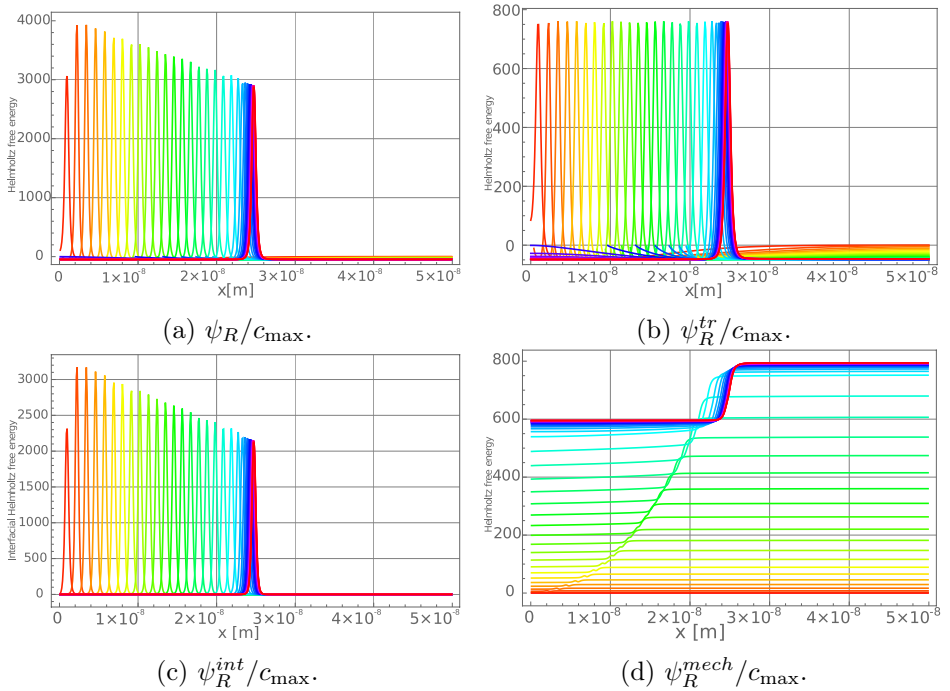 4000
3000
2000
1000
0
Helmholtz free energy
0 1×10⁻⁸ 2×10⁻⁸ 3×10⁻⁸ 4×10⁻⁸ 5×10⁻⁸
x[m]
(a) ψ_R/c_max.
800
600
400
200
0
Helmholtz free energy
0 1×10⁻⁸ 2×10⁻⁸ 3×10⁻⁸ 4×10⁻⁸ 5×10⁻⁸
x[m]
(b) ψ_R^{tr}/c_max.
3000
2500
2000
1500
1000
500
0
Interfacial Helmholtz free energy
0 1×10⁻⁸ 2×10⁻⁸ 3×10⁻⁸ 4×10⁻⁸ 5×10⁻⁸
x [m]
(c) ψ_R^{int}/c_max.
800
600
400
200
0
Helmholtz free energy
0 1×10⁻⁸ 2×10⁻⁸ 3×10⁻⁸ 4×10⁻⁸ 5×10⁻⁸
x [m]
(d) ψ_R^{mech}/c_max.